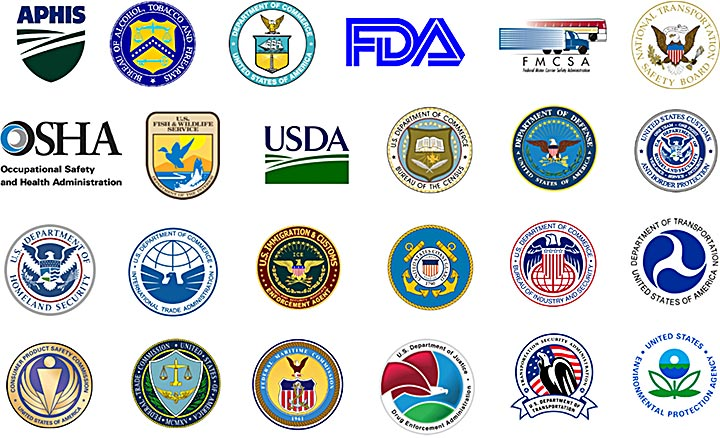 APHIS
BUREAU OF ALCOHOL, TOBACCO AND FIREARMS
DEPARTMENT OF COMMERCE
UNITED STATES OF AMERICA
FDA
FMCSA
Federal Motor Carrier Safety Administration
NATIONAL TRANSPORTATION
SAFETY BOARD
OSHA
Occupational Safety
and Health Administration
U.S.
FISH & WILDLIFE
SERVICE
USDA
U.S. DEPARTMENT OF COMMERCE
BUREAU OF THE CENSUS
DEPARTMENT OF DEFENSE
UNITED STATES OF AMERICA
UNITED STATES CUSTOMS
AND BORDER PROTECTION
U.S. DEPARTMENT OF
HOMELAND SECURITY
U.S. DEPARTMENT OF COMMERCE
INTERNATIONAL TRADE ADMINISTRATION
U.S. IMMIGRATION & CUSTOMS
ICE
ENFORCEMENT AGENT
1790
U.S. DEPARTMENT OF COMMERCE
BUREAU OF INDUSTRY AND SECURITY
DEPARTMENT OF TRANSPORTATION
UNITED STATES OF AMERICA
CONSUMER PRODUCT SAFETY COMMISSION
UNITED STATES OF AMERICA
FEDERAL TRADE COMMISSION • UNITED STATES OF AMERICA
MCMXV
FEDERAL MARITIME COMMISSION
1961
U.S. Department of Justice
Drug Enforcement Administration
TRANSPORTATION SECURITY ADMINISTRATION
U.S. DEPARTMENT OF
TRANSPORTATION
UNITED STATES
ENVIRONMENTAL PROTECTION AGENCY